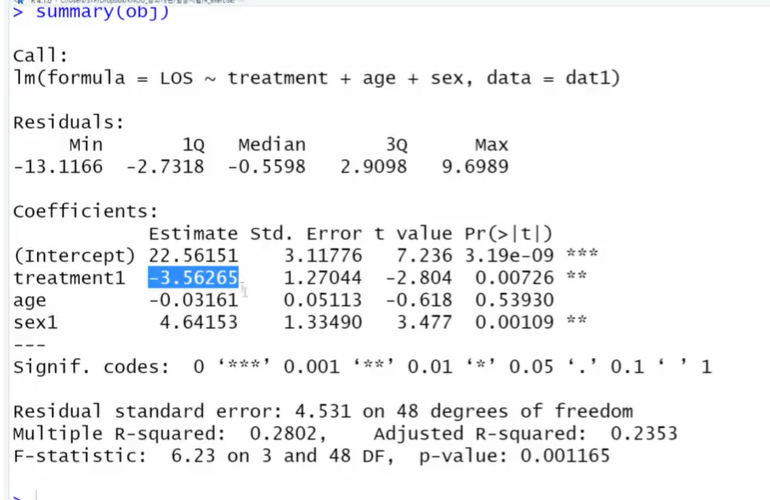 > summary(obj)
Call:
lm(formula = LOS ~ treatment + age + sex, data = dat1)
Residuals:
Min 1Q Median 3Q Max
-13.1166 -2.7318 -0.5598 2.9098 9.6989
Coefficients:
Estimate Std. Error t value Pr(>|t|)
(Intercept) 22.56151 3.11776 7.236 3.19e-09 ***
treatment1 -3.56265 1.27044 -2.804 0.00726 **
age -0.03161 0.05113 -0.618 0.53930
sex1 4.64153 1.33490 3.477 0.00109 **
---
Signif. codes: 0 ‘***’ 0.001 ‘**’ 0.01 ‘*’ 0.05 ‘.’ 0.1 ‘ ’ 1
Residual standard error: 4.531 on 48 degrees of freedom
Multiple R-squared: 0.2802, Adjusted R-squared: 0.2353
F-statistic: 6.23 on 3 and 48 DF, p-value: 0.001165
>